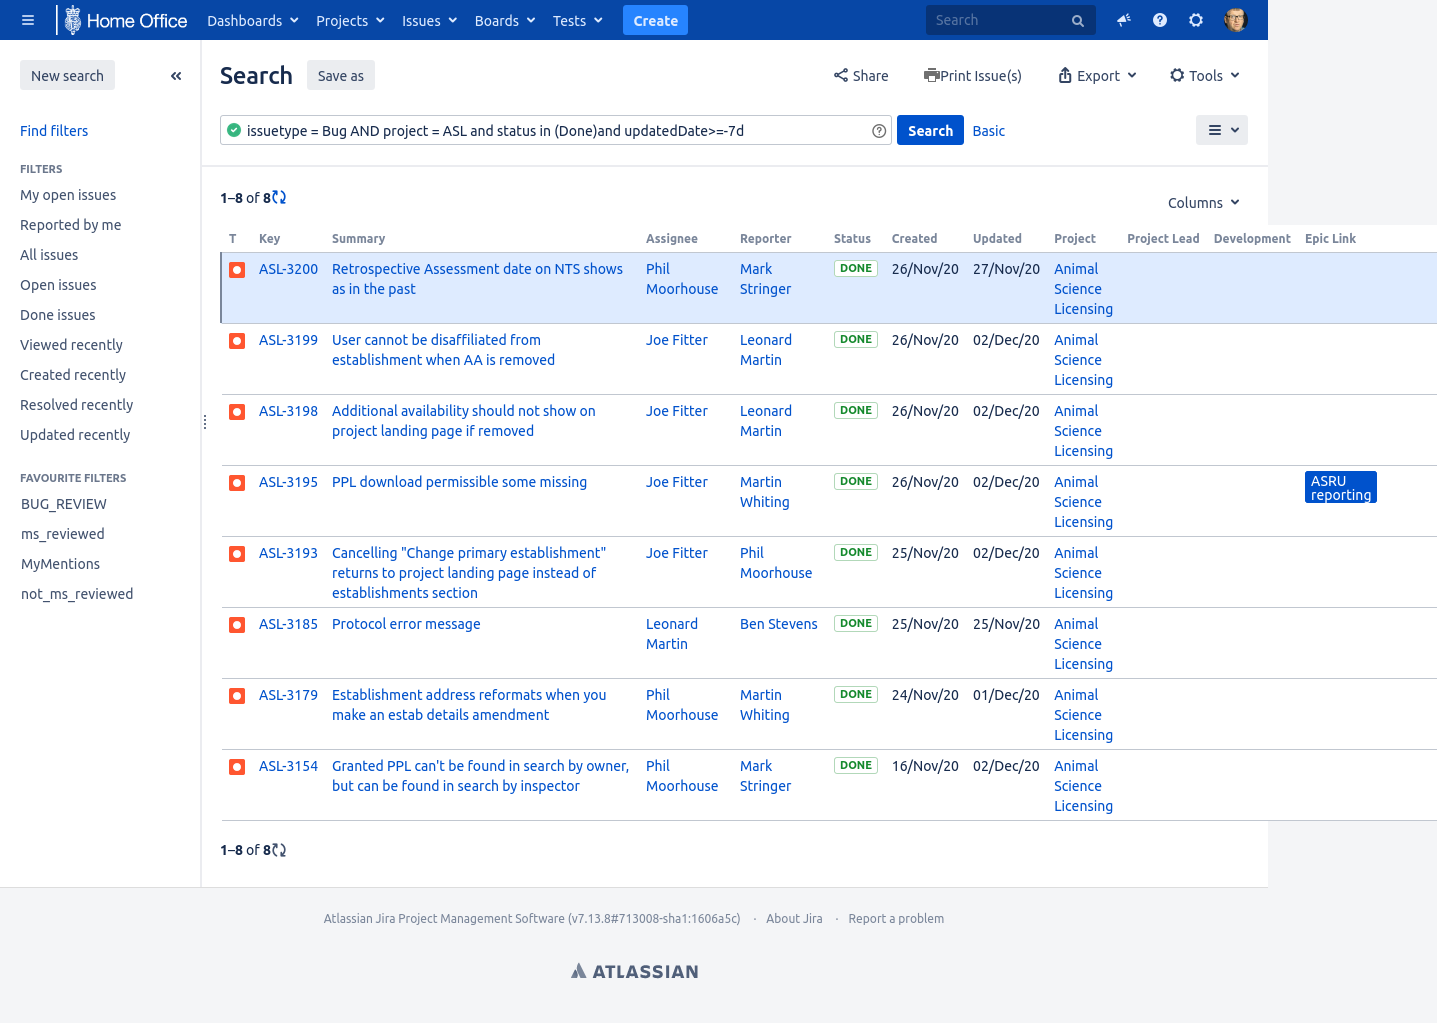 Home Office Dashboards Projects Issues Boards Tests Create Search
New search
Search Save as Share Print Issue(s) Export Tools
issuetype = Bug AND project = ASL and status in (Done)and updatedDate>=-7d Search Basic
Find filters
FILTERS
My open issues
Reported by me
All issues
Open issues
Done issues
Viewed recently
Created recently
Resolved recently
Updated recently
FAVOURITE FILTERS
BUG_REVIEW
ms_reviewed
MyMentions
not_ms_reviewed
1–8 of 8
Columns
T Key Summary Assignee Reporter Status Created Updated Project Project Lead Development Epic Link
ASL-3200 Retrospective Assessment date on NTS shows Phil Mark DONE 26/Nov/20 27/Nov/20 Animal
as in the past Moorhouse Stringer Science
Licensing
ASL-3199 User cannot be disaffiliated from Joe Fitter Leonard DONE 26/Nov/20 02/Dec/20 Animal
establishment when AA is removed Martin Science
Licensing
ASL-3198 Additional availability should not show on Joe Fitter Leonard DONE 26/Nov/20 02/Dec/20 Animal
project landing page if removed Martin Science
Licensing
ASL-3195 PPL download permissible some missing Joe Fitter Martin DONE 26/Nov/20 02/Dec/20 Animal ASRU
Whiting Science reporting
Licensing
ASL-3193 Cancelling "Change primary establishment" Joe Fitter Phil DONE 25/Nov/20 02/Dec/20 Animal
returns to project landing page instead of Moorhouse Science
establishments section Licensing
ASL-3185 Protocol error message Leonard Ben Stevens DONE 25/Nov/20 25/Nov/20 Animal
Martin Science
Licensing
ASL-3179 Establishment address reformats when you Phil Martin DONE 24/Nov/20 01/Dec/20 Animal
make an estab details amendment Moorhouse Whiting Science
Licensing
ASL-3154 Granted PPL can't be found in search by owner, Phil Mark DONE 16/Nov/20 02/Dec/20 Animal
but can be found in search by inspector Moorhouse Stringer Science
Licensing
1–8 of 8
Atlassian Jira Project Management Software (v7.13.8#713008-sha1:1606a5c) · About Jira · Report a problem
ATLASSIAN